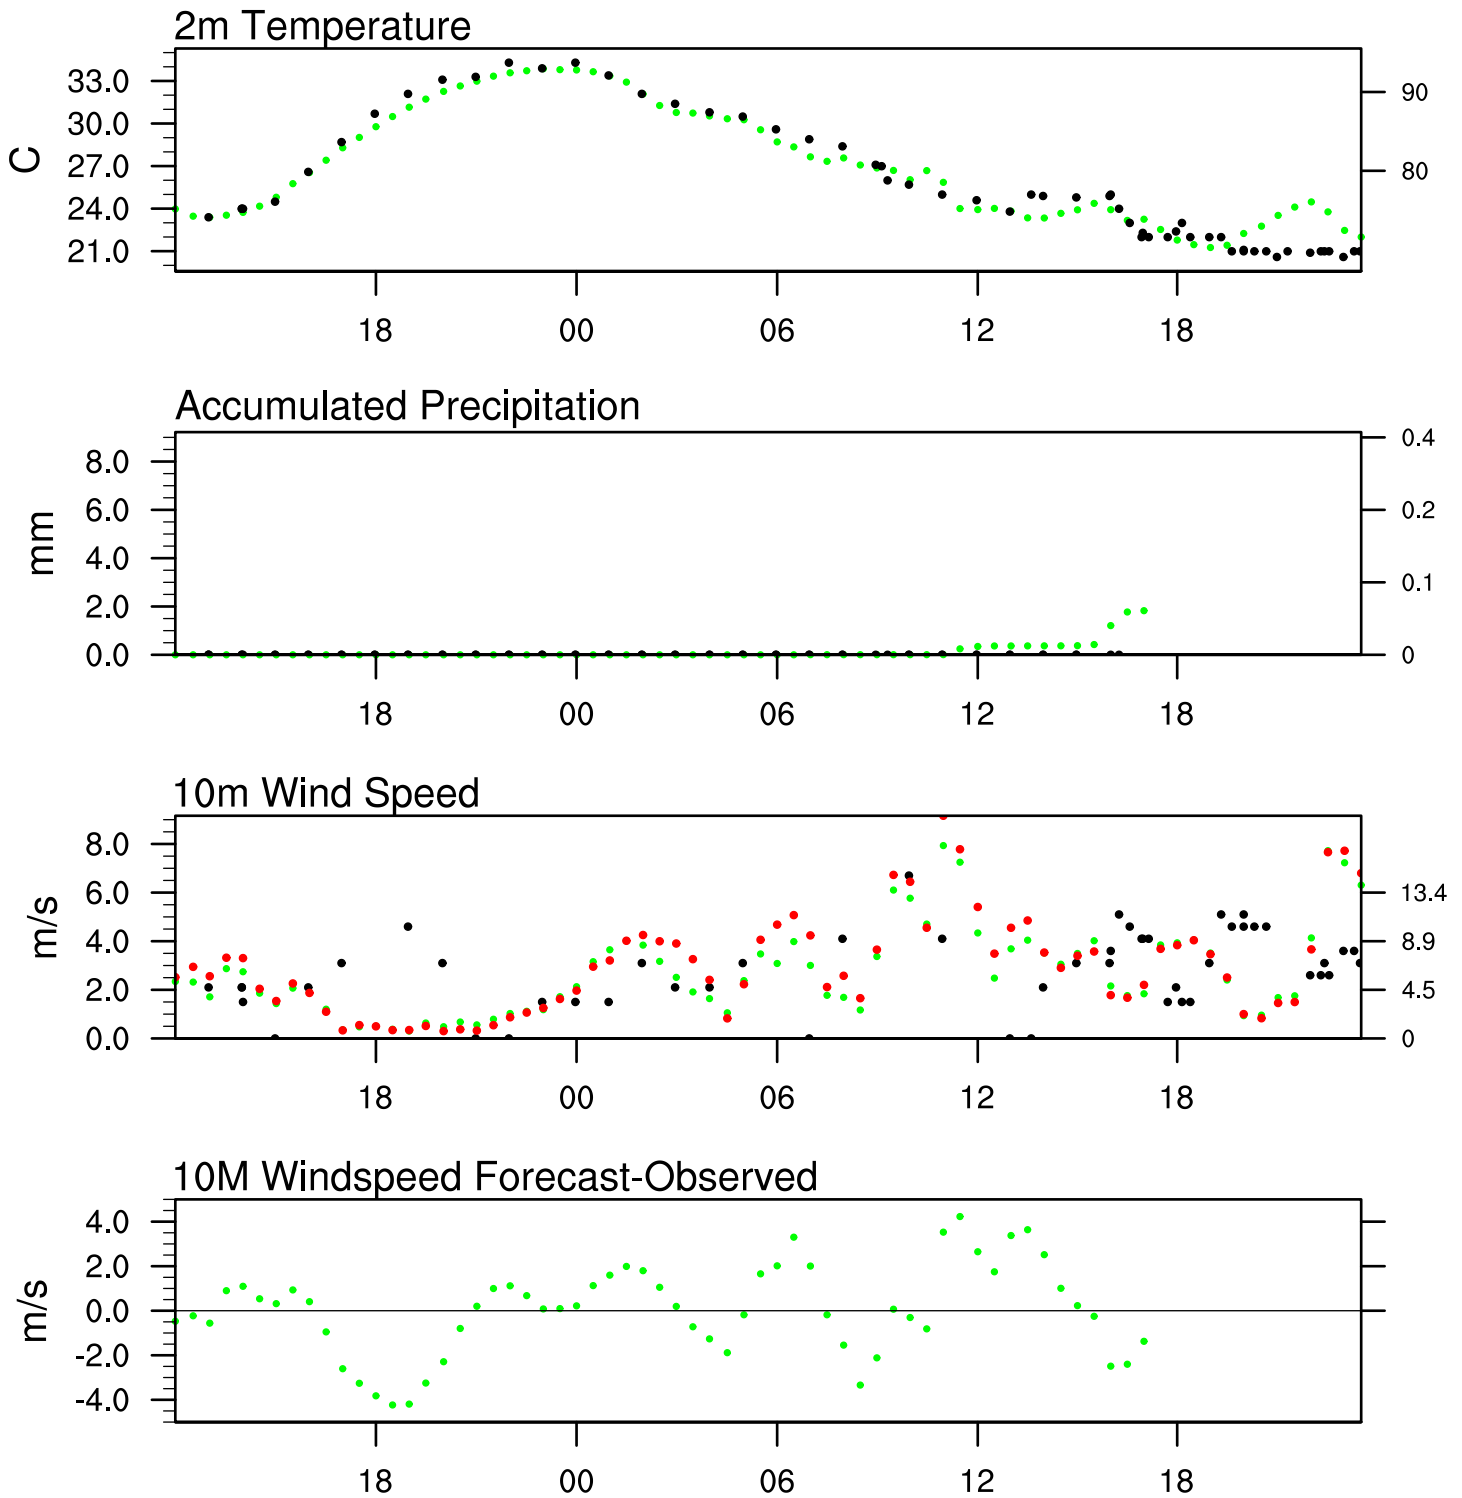 2m Temperature
33.0
30.0
27.0
24.0
21.0
C
90
80
18 00 06 12 18
Accumulated Precipitation
8.0
6.0
4.0
2.0
0.0
mm
0.4
0.2
0.1
0
18 00 06 12 18
10m Wind Speed
8.0
6.0
4.0
2.0
0.0
m/s
13.4
8.9
4.5
0
18 00 06 12 18
10M Windspeed Forecast-Observed
4.0
2.0
0.0
-2.0
-4.0
m/s
18 00 06 12 18